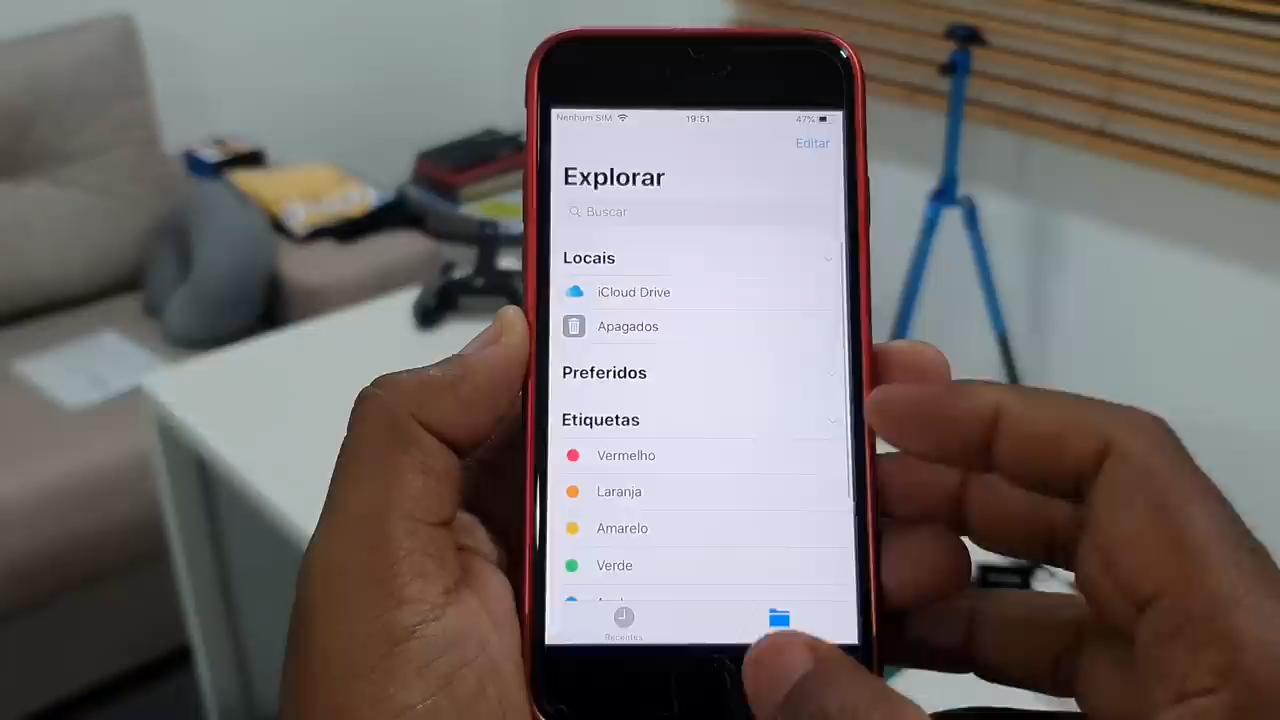 Nenhum SIM 19:51 47%
Editar
Explorar
Buscar
Locais
iCloud Drive
Apagados
Preferidos
Etiquetas
Vermelho
Laranja
Amarelo
Verde
Recentes